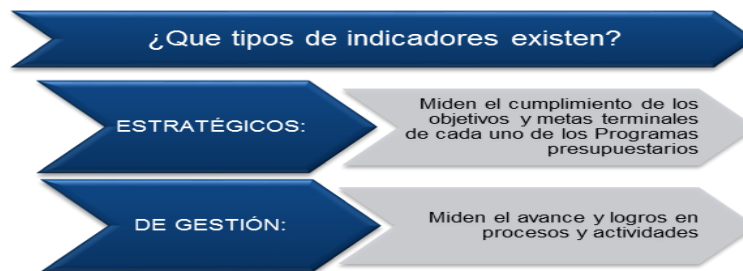 ¿Que tipos de indicadores existen?
ESTRATÉGICOS:
Miden el cumplimiento de los
objetivos y metas terminales
de cada uno de los Programas
presupuestarios
DE GESTIÓN:
Miden el avance y logros en
procesos y actividades